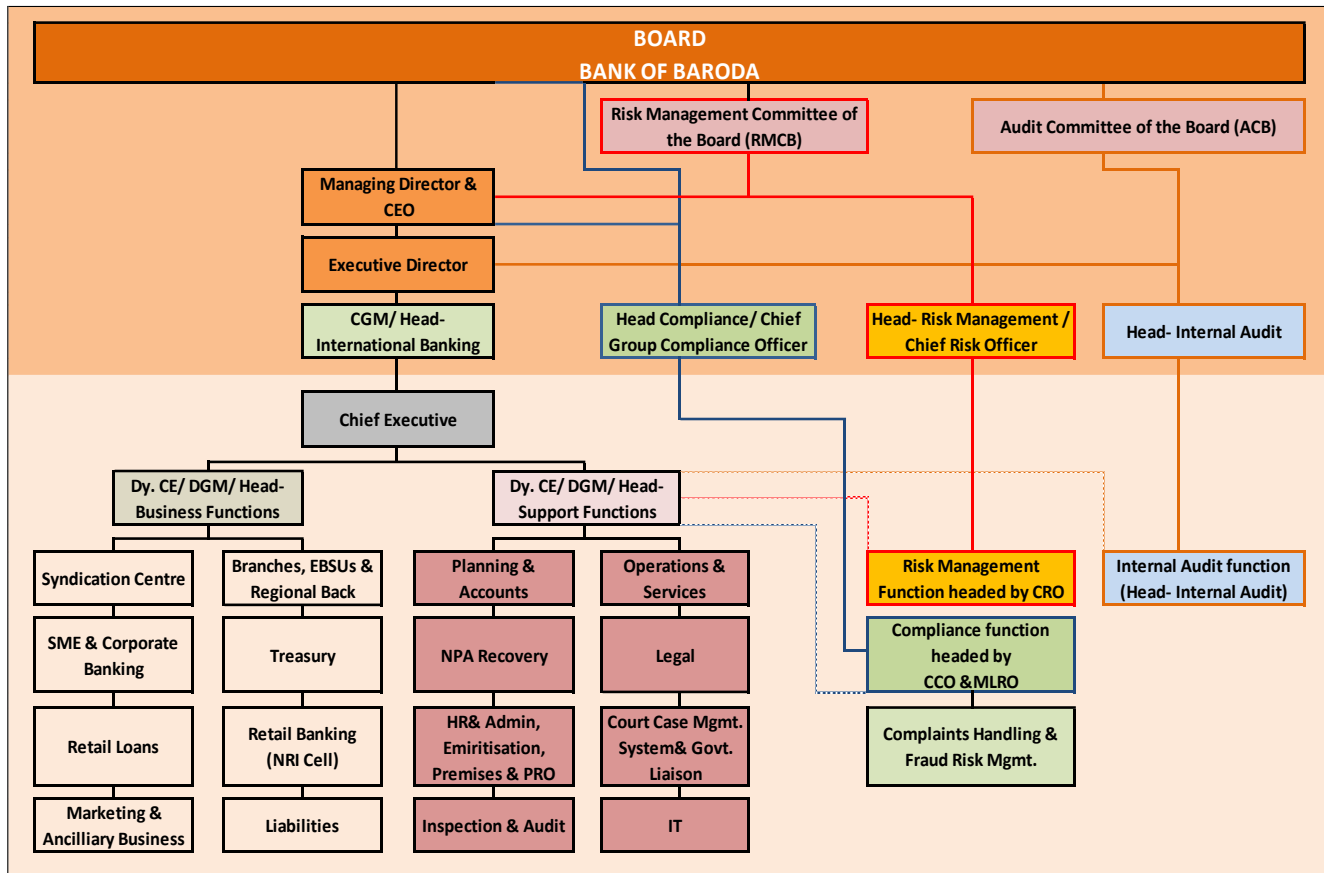 BOARD
BANK OF BARODA
Risk Management Committee of
the Board (RMCB)
Audit Committee of the Board (ACB)
Managing Director &
CEO
Executive Director
CGM/ Head-
International Banking
Head Compliance/ Chief
Group Compliance Officer
Head- Risk Management /
Chief Risk Officer
Head- Internal Audit
Chief Executive
Dy. CE/ DGM/ Head-
Business Functions
Dy. CE/ DGM/ Head-
Support Functions
Syndication Centre
Branches, EBSUs &
Regional Back
Planning &
Accounts
Operations &
Services
Risk Management
Function headed by CRO
Internal Audit function
(Head- Internal Audit)
SME & Corporate
Banking
Treasury
NPA Recovery
Legal
Compliance function
headed by
CCO &MLRO
Retail Loans
Retail Banking
(NRI Cell)
HR& Admin,
Emiritisation,
Premises & PRO
Court Case Mgmt.
System& Govt.
Liaison
Complaints Handling &
Fraud Risk Mgmt.
Marketing &
Ancilliary Business
Liabilities
Inspection & Audit
IT